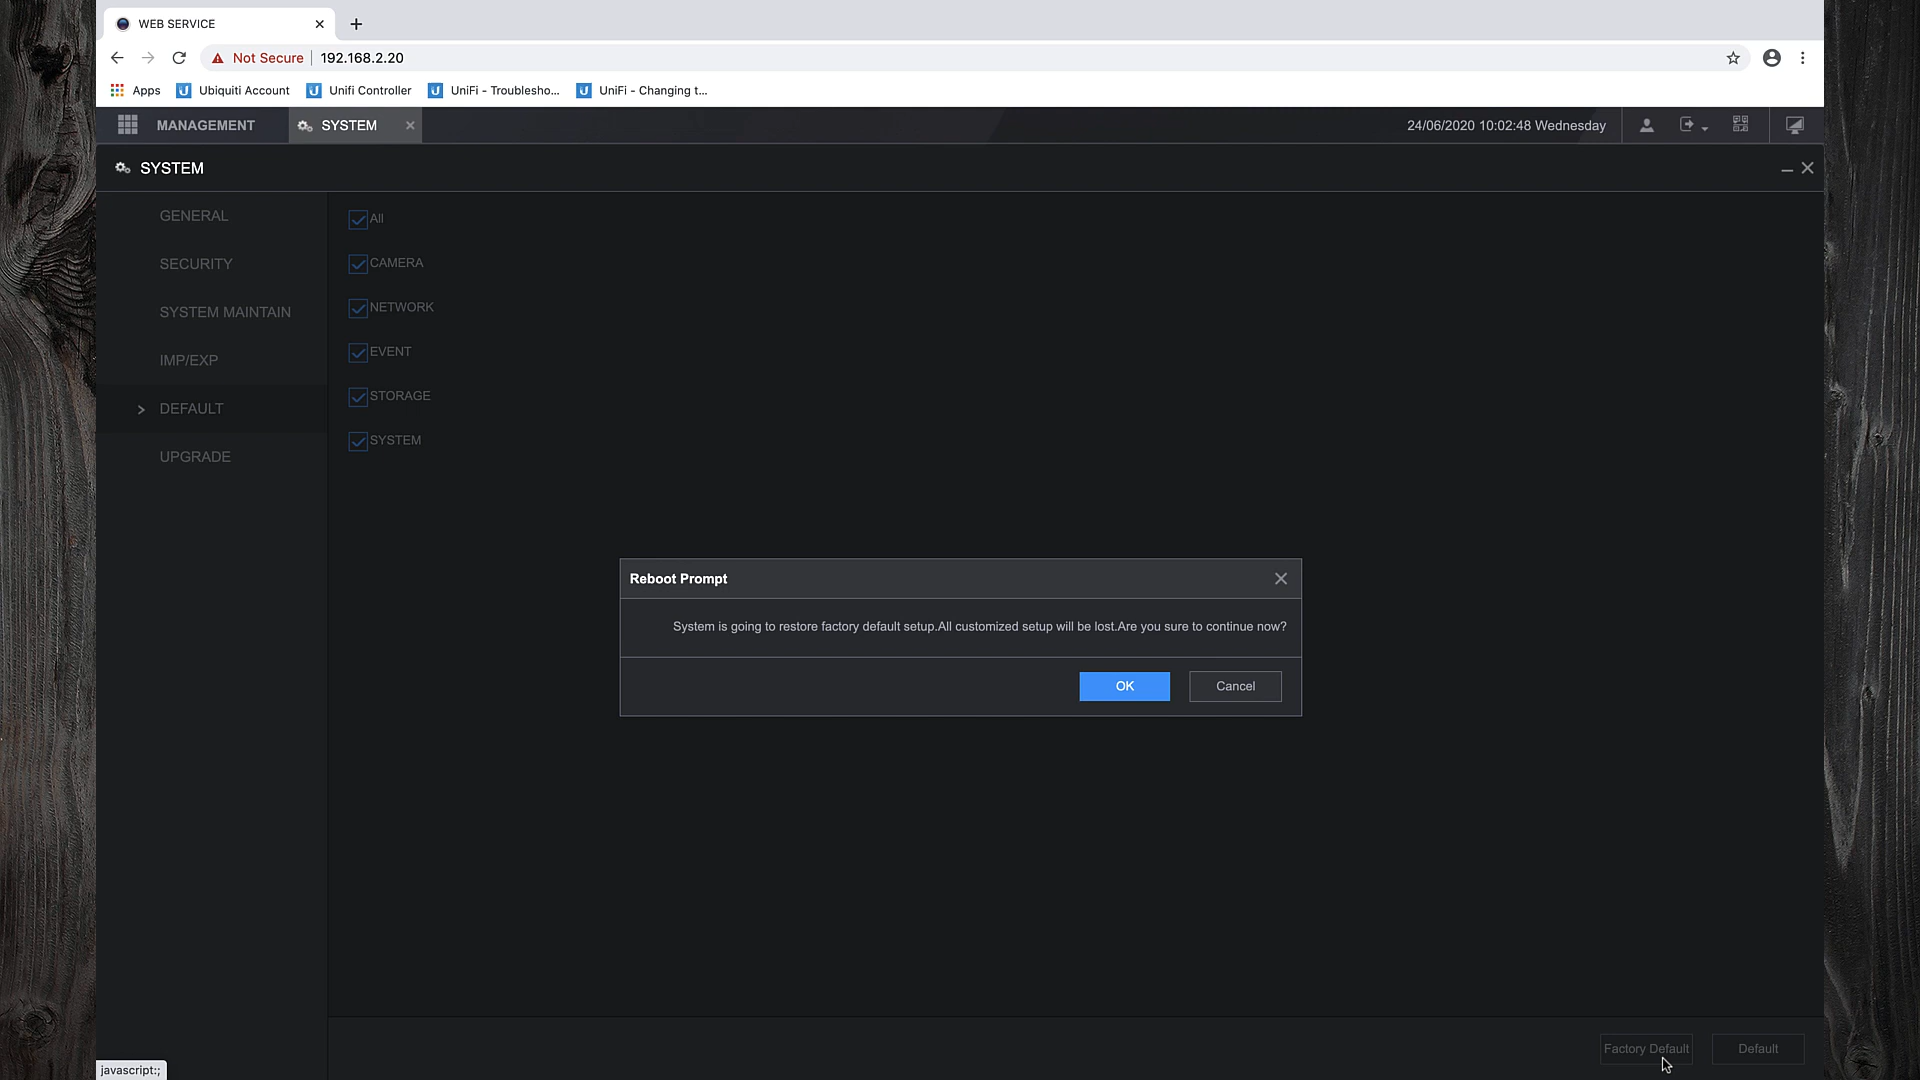 WEB SERVICE
Not Secure 192.168.2.20
Apps Ubiquiti Account Unifi Controller UniFi - Troublesho... UniFi - Changing t...
MANAGEMENT SYSTEM 24/06/2020 10:02:48 Wednesday
SYSTEM
GENERAL
SECURITY
SYSTEM MAINTAIN
IMP/EXP
DEFAULT
UPGRADE
All
CAMERA
NETWORK
EVENT
STORAGE
SYSTEM
Reboot Prompt
System is going to restore factory default setup.All customized setup will be lost.Are you sure to continue now?
OK Cancel
Factory Default Default
javascript:;